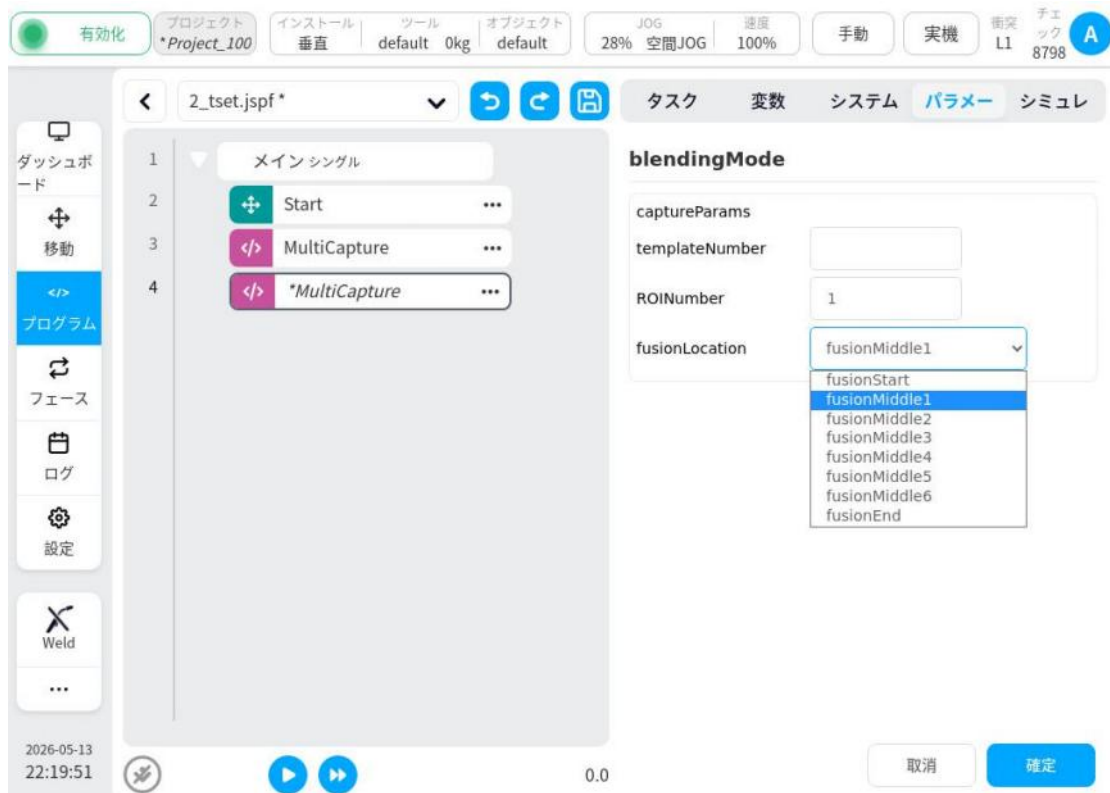 有効化
プロジェクト
*Project_100
インストール
垂直
ツール
default 0kg
オブジェクト
default
JOG
28% 空間JOG
速度
100%
手動
実機
衝突
L1
チェ
ック
8798
A
ダッシュボ
ード
移動
</>
プログラム
フェース
ログ
設定
Weld
...
2026-05-13
22:19:51
2_tset.jspf *
1 メイン シングル
2 Start ...
3 </> MultiCapture ...
4 </> *MultiCapture ...
0.0
タスク 変数 システム パラメー シミュレ
blendingMode
captureParams
templateNumber
ROINumber 1
fusionLocation fusionMiddle1
fusionStart
fusionMiddle1
fusionMiddle2
fusionMiddle3
fusionMiddle4
fusionMiddle5
fusionMiddle6
fusionEnd
取消 確定